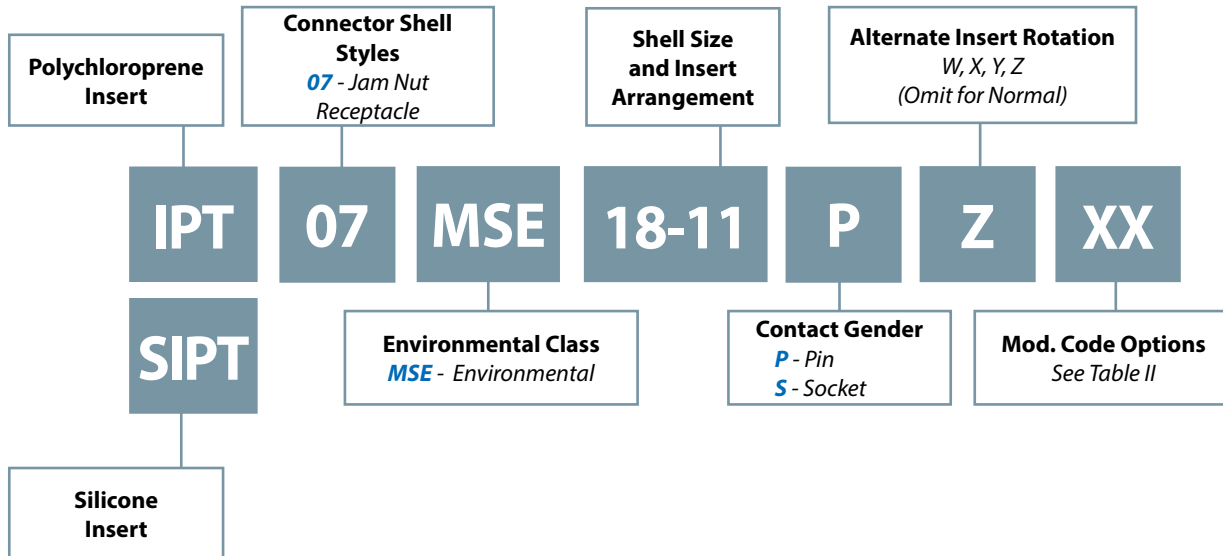 Polychloroprene
Insert
Connector Shell
Styles
07 - Jam Nut
Receptacle
Shell Size
and Insert
Arrangement
Alternate Insert Rotation
W, X, Y, Z
(Omit for Normal)
IPT
07
MSE
18-11
P
Z
XX
SIPT
Environmental Class
MSE - Environmental
Contact Gender
P - Pin
S - Socket
Mod. Code Options
See Table II
Silicone
Insert